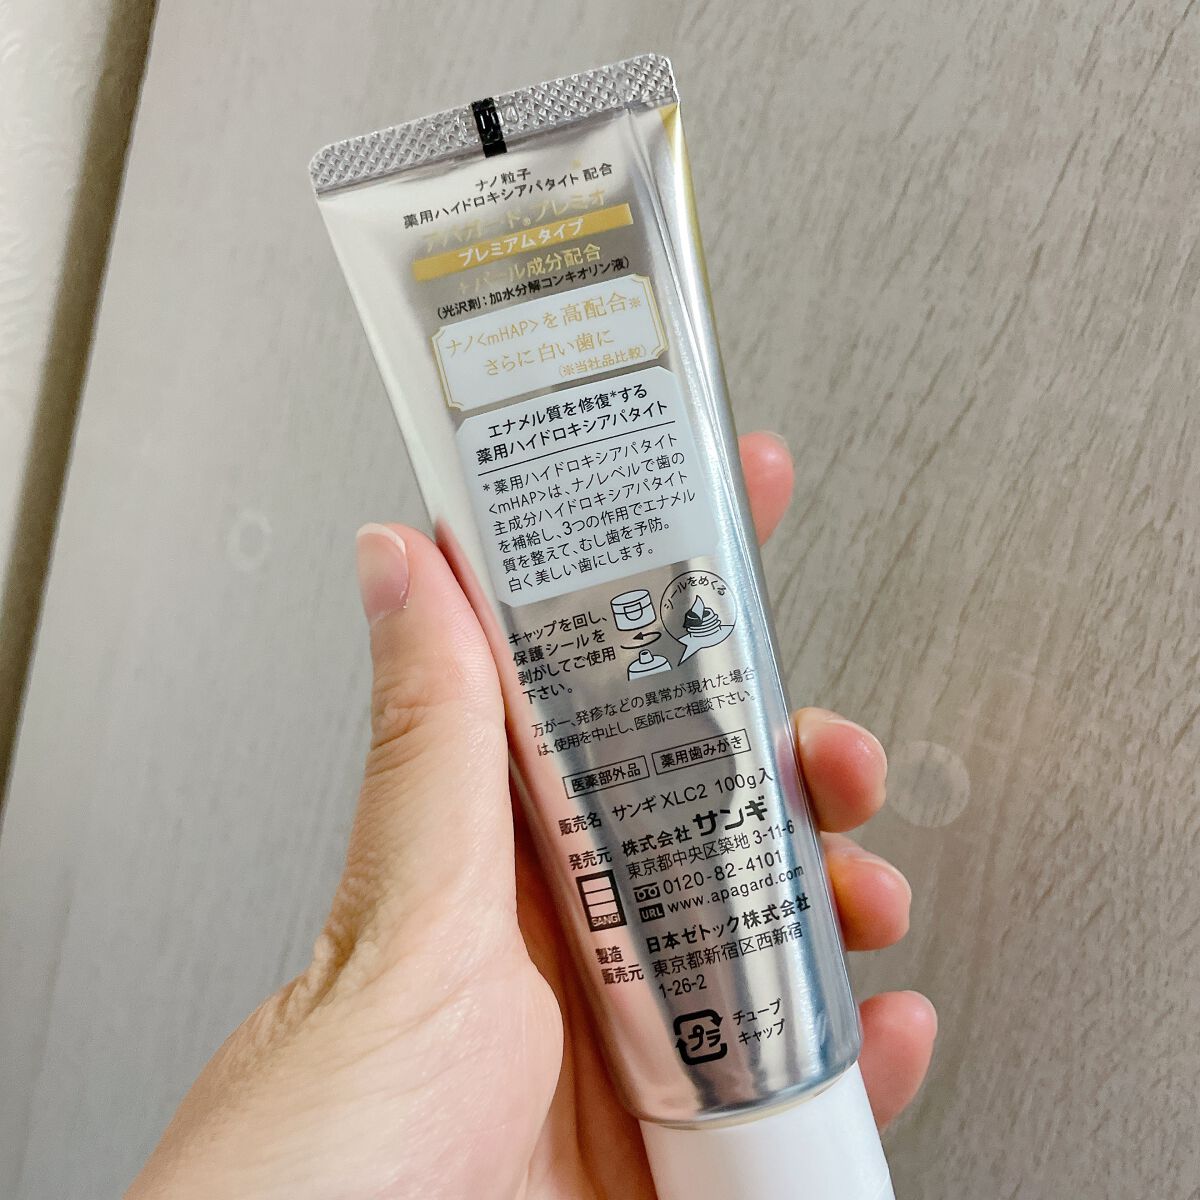 ナノ粒子
薬用ハイドロキシアパタイト 配合
アパガード®プレミオ
プレミアムタイプ
+パール成分配合
(光沢剤:加水分解コンキオリン液)
ナノ<mHAP>を高配合※
さらに白い歯に
(※当社品比較)
エナメル質を修復*する
薬用ハイドロキシアパタイト
*薬用ハイドロキシアパタイト
<mHAP>は、ナノレベルで歯の
主成分ハイドロキシアパタイト
を補給し、3つの作用でエナメル
質を整えて、むし歯を予防。
白く美しい歯にします。
シールをめくる
キャップを回し、
保護シールを
剥がしてご使用
下さい。
万が一、発疹などの異常が現れた場合
は、使用を中止し、医師にご相談下さい。
医薬部外品 薬用歯みがき
販売名 サンギXLC2 100g入
発売元 株式会社サンギ
東京都中央区築地3-11-6
0120-82-4101
URL www.apagard.com
SANGI
製造販売元 日本ゼトック株式会社
東京都新宿区西新宿
1-26-2
プラ チューブ
キャップ